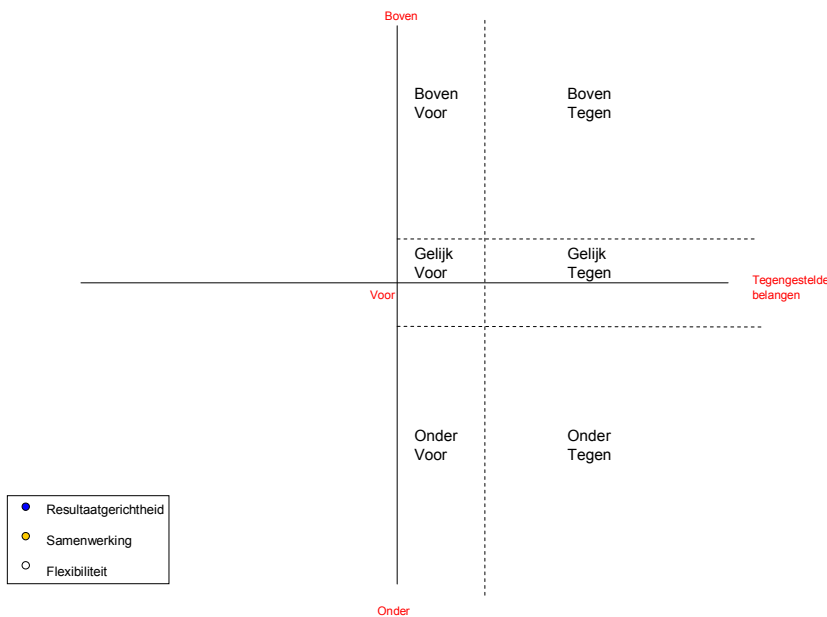 Boven
Boven
Voor
Boven
Tegen
Gelijk
Voor
Gelijk
Tegen
Voor
Tegengestelde
belangen
Onder
Voor
Onder
Tegen
Resultaatgerichtheid
Samenwerking
Flexibiliteit
Onder